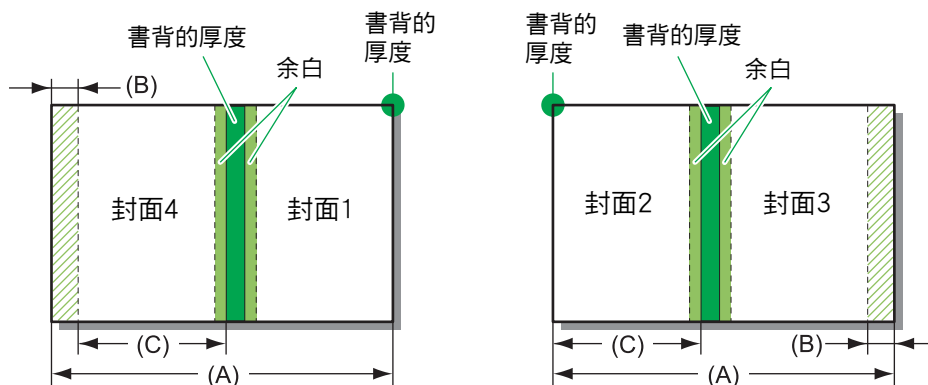 書背的厚度
書背的
厚度
余白
(B)
封面4
封面1
(C)
(A)
書背的
厚度
書背的厚度
余白
封面2
封面3
(C)
(B)
(A)